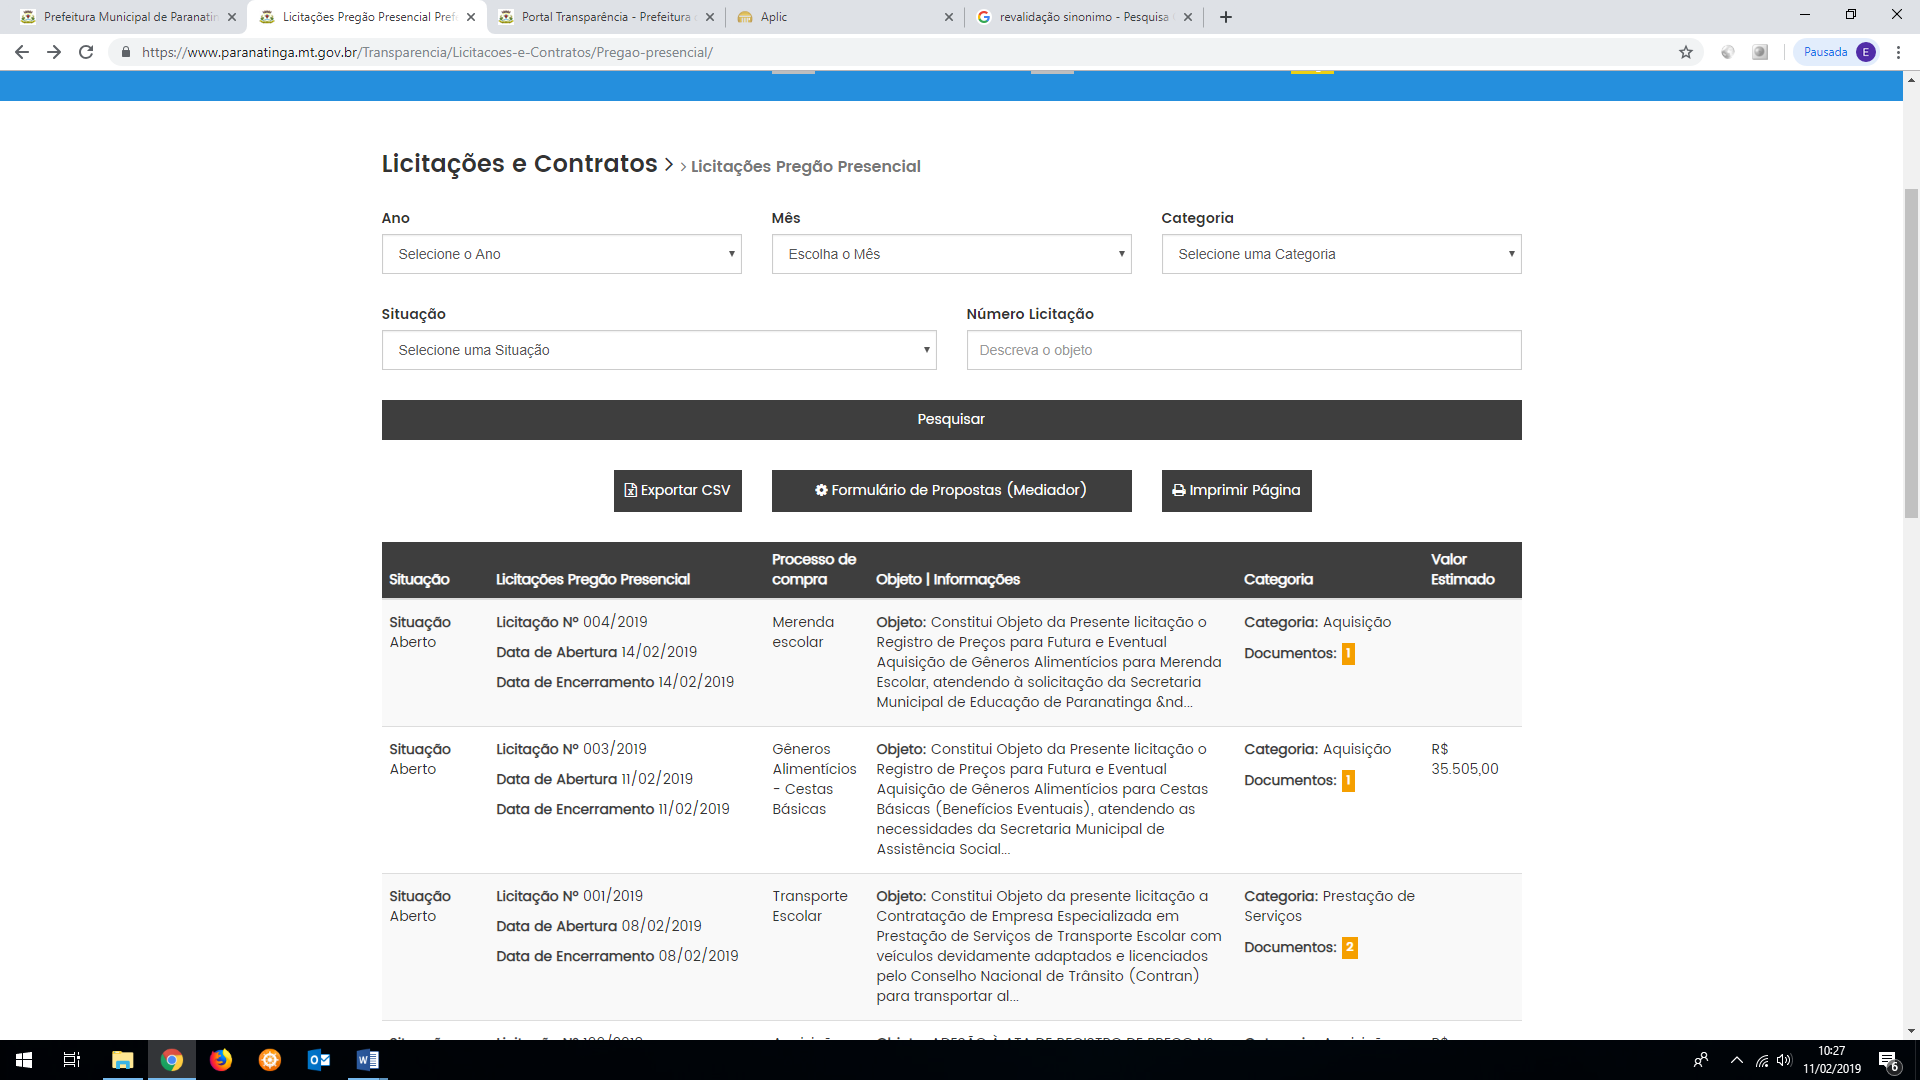 Prefeitura Municipal de Paranatin
Licitações Pregão Presencial Pref
Portal Transparência - Prefeitura
Aplic
revalidação sinonimo - Pesquisa
https://www.paranatinga.mt.gov.br/Transparencia/Licitacoes-e-Contratos/Pregao-presencial/
Pausada
E
Licitações e Contratos > > Licitações Pregão Presencial
Ano
Mês
Categoria
Selecione o Ano
Escolha o Mês
Selecione uma Categoria
Situação
Número Licitação
Selecione uma Situação
Descreva o objeto
Pesquisar
Exportar CSV
Formulário de Propostas (Mediador)
Imprimir Página
Situação
Licitações Pregão Presencial
Processo de
compra
Objeto | Informações
Categoria
Valor
Estimado
Situação
Aberto
Licitação Nº 004/2019
Data de Abertura 14/02/2019
Data de Encerramento 14/02/2019
Merenda
escolar
Objeto: Constitui Objeto da Presente licitação o
Registro de Preços para Futura e Eventual
Aquisição de Gêneros Alimentícios para Merenda
Escolar, atendendo à solicitação da Secretaria
Municipal de Educação de Paranatinga &nd...
Categoria: Aquisição
Documentos: 1
Situação
Aberto
Licitação Nº 003/2019
Data de Abertura 11/02/2019
Data de Encerramento 11/02/2019
Gêneros
Alimentícios
- Cestas
Básicas
Objeto: Constitui Objeto da Presente licitação o
Registro de Preços para Futura e Eventual
Aquisição de Gêneros Alimentícios para Cestas
Básicas (Benefícios Eventuais), atendendo as
necessidades da Secretaria Municipal de
Assistência Social...
Categoria: Aquisição
Documentos: 1
R$
35.505,00
Situação
Aberto
Licitação Nº 001/2019
Data de Abertura 08/02/2019
Data de Encerramento 08/02/2019
Transporte
Escolar
Objeto: Constitui Objeto da presente licitação a
Contratação de Empresa Especializada em
Prestação de Serviços de Transporte Escolar com
veículos devidamente adaptados e licenciados
pelo Conselho Nacional de Trânsito (Contran)
para transportar al...
Categoria: Prestação de
Serviços
Documentos: 2
10:27
11/02/2019
6